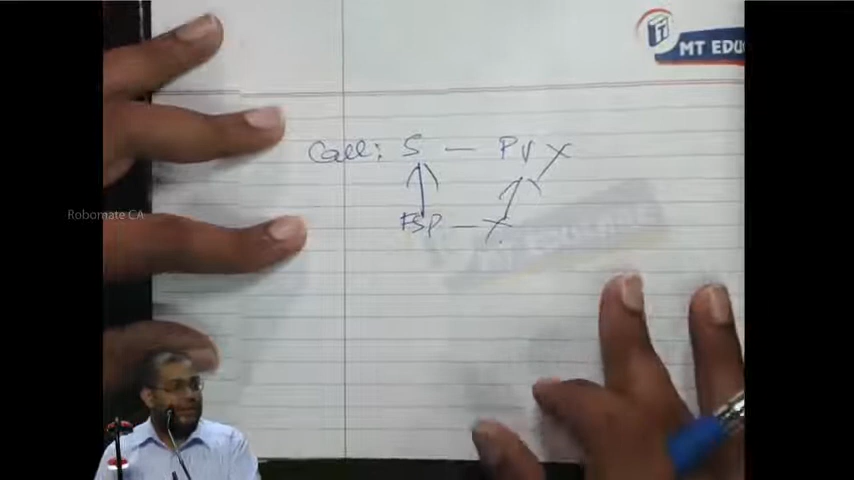 MT EDU
Call: S — PV X
Robomate CA
FSP — X